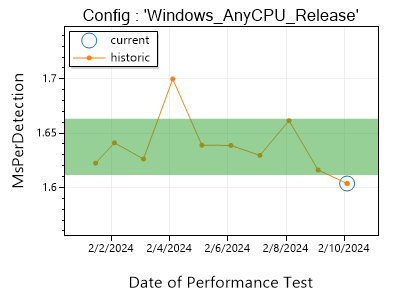 Config : 'Windows_AnyCPU_Release'
current
historic
MsPerDetection
1.7
1.65
1.6
2/2/2024 2/4/2024 2/6/2024 2/8/2024 2/10/2024
Date of Performance Test